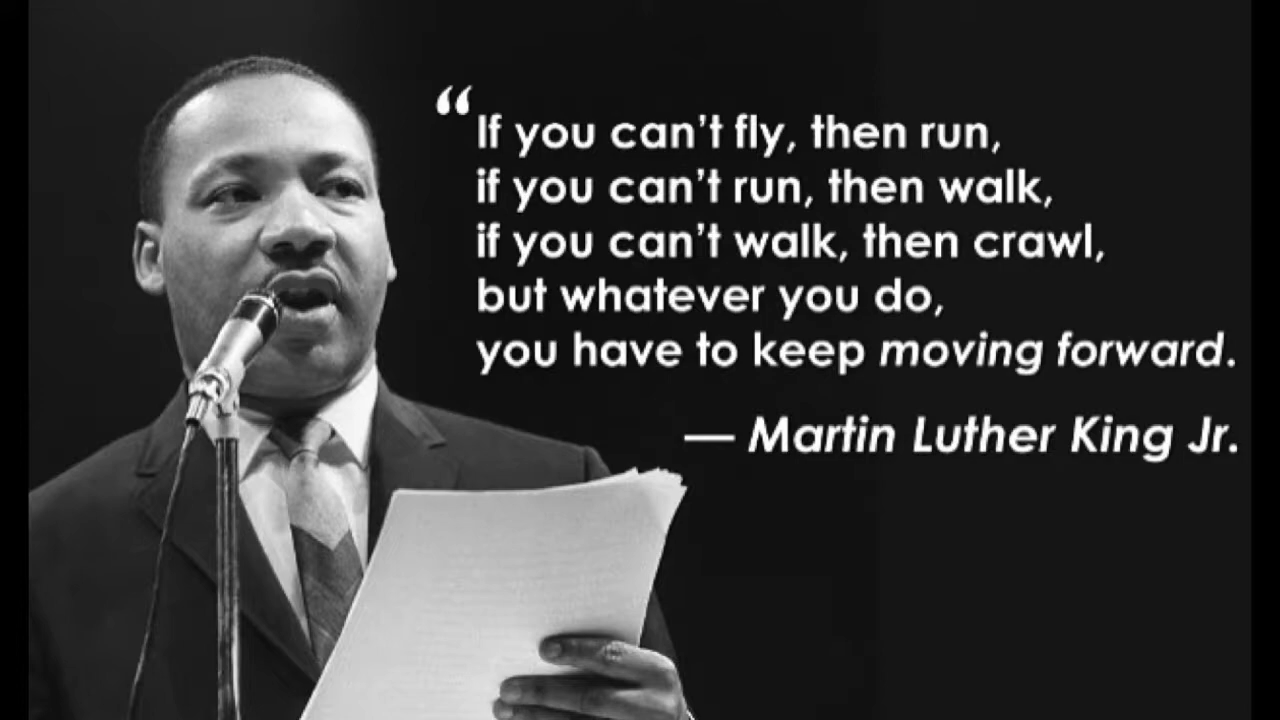 “If you can’t fly, then run,
if you can’t run, then walk,
if you can’t walk, then crawl,
but whatever you do,
you have to keep moving forward.
— Martin Luther King Jr.